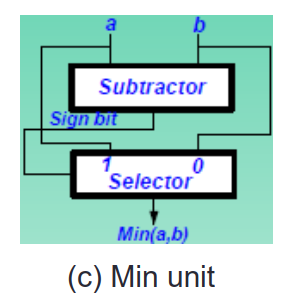 a b
Subtractor
Sign bit
1 0
Selector
Min(a,b)
(c) Min unit